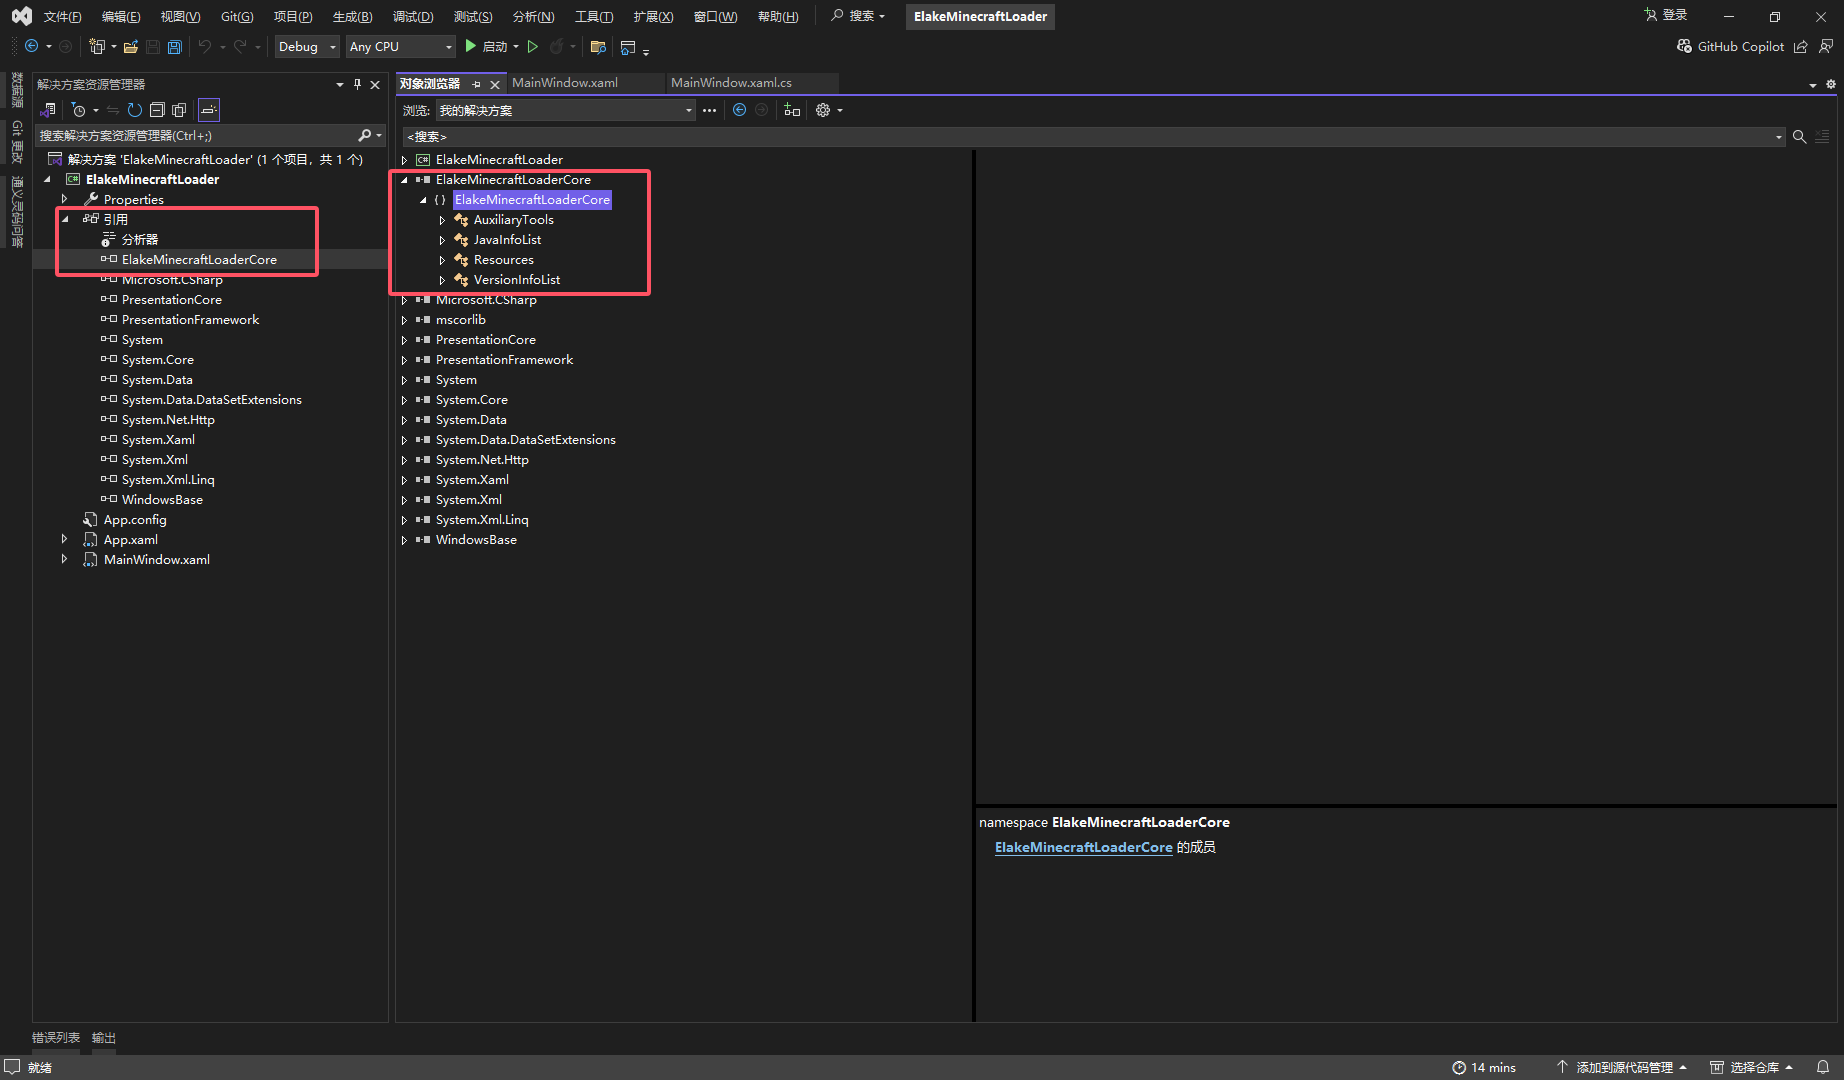 文件(F) 编辑(E) 视图(V) Git(G) 项目(P) 生成(B) 调试(D) 测试(S) 分析(N) 工具(T) 扩展(X) 窗口(W) 帮助(H) 搜索 ElakeMinecraftLoader 登录
Debug Any CPU 启动 GitHub Copilot
数据源
Git 更改
通义灵码问答
解决方案资源管理器
搜索解决方案资源管理器(Ctrl+;)
解决方案 'ElakeMinecraftLoader' (1 个项目，共 1 个)
ElakeMinecraftLoader
Properties
引用
分析器
ElakeMinecraftLoaderCore
Microsoft.CSharp
PresentationCore
PresentationFramework
System
System.Core
System.Data
System.Data.DataSetExtensions
System.Net.Http
System.Xaml
System.Xml
System.Xml.Linq
WindowsBase
App.config
App.xaml
MainWindow.xaml
对象浏览器 MainWindow.xaml MainWindow.xaml.cs
浏览: 我的解决方案
<搜索>
ElakeMinecraftLoader
ElakeMinecraftLoaderCore
{ } ElakeMinecraftLoaderCore
AuxiliaryTools
JavaInfoList
Resources
VersionInfoList
Microsoft.CSharp
mscorlib
PresentationCore
PresentationFramework
System
System.Core
System.Data
System.Data.DataSetExtensions
System.Net.Http
System.Xaml
System.Xml
System.Xml.Linq
WindowsBase
namespace ElakeMinecraftLoaderCore
ElakeMinecraftLoaderCore 的成员
错误列表 输出
就绪 14 mins 添加到源代码管理 选择仓库